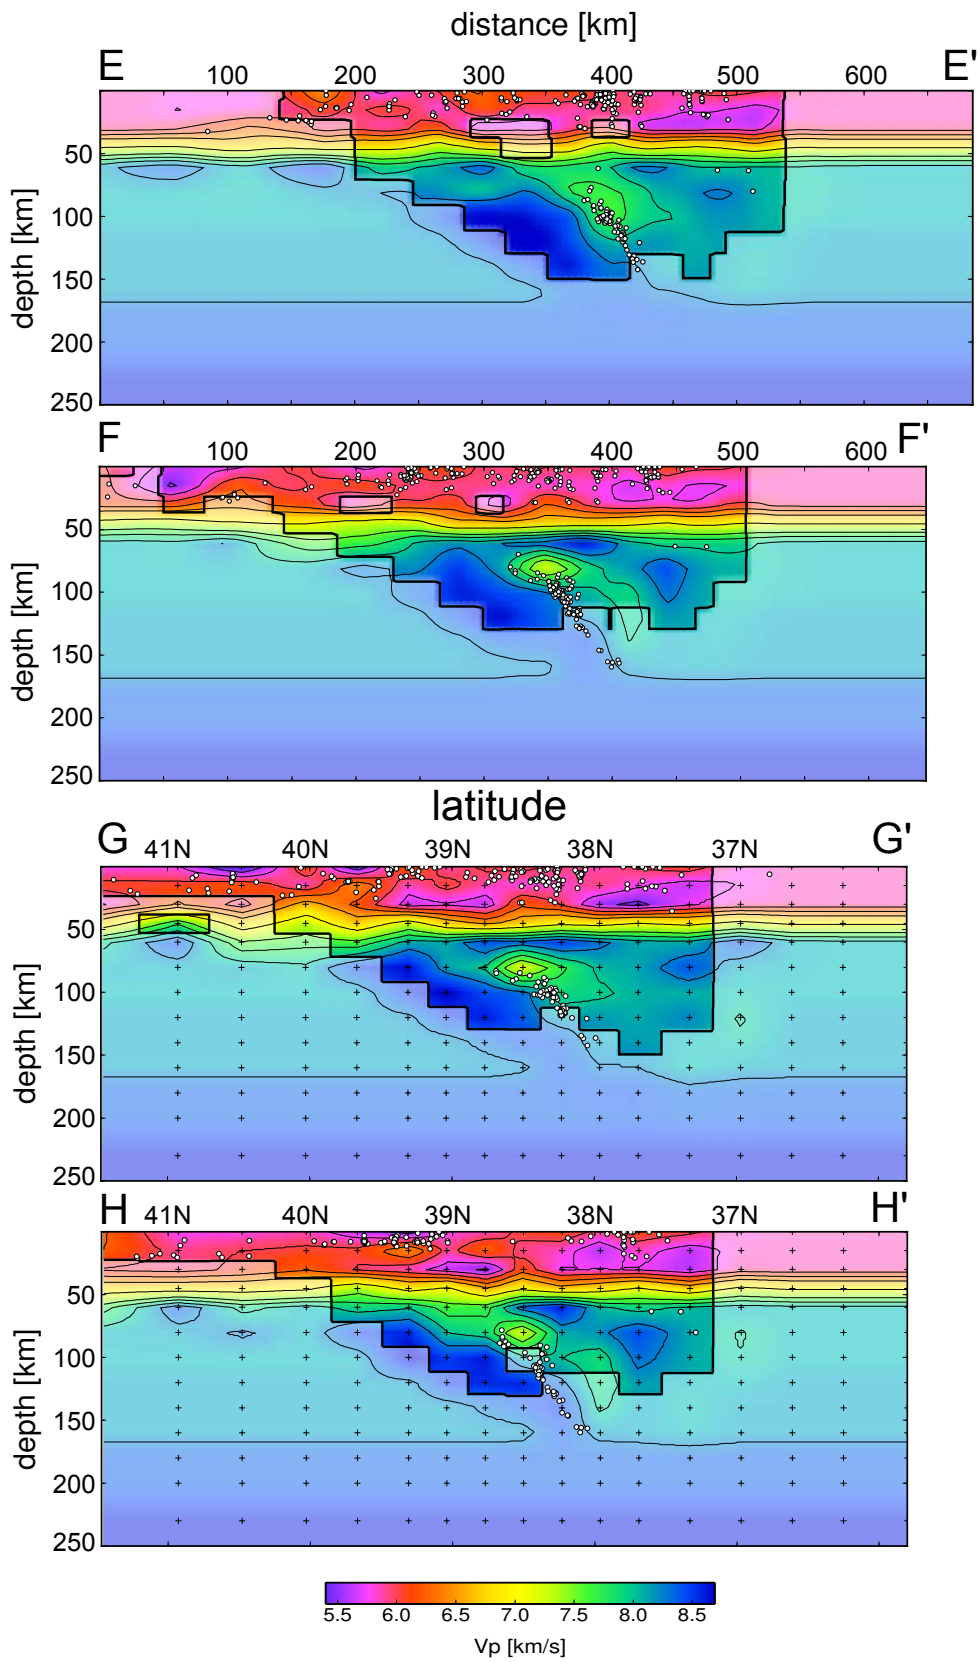 distance [km]
E 100 200 300 400 500 600 E'
50
100
150
200
250
depth [km]
F 100 200 300 400 500 600 F'
50
100
150
200
250
depth [km]
latitude
G 41N 40N 39N 38N 37N G'
50
100
150
200
250
depth [km]
H 41N 40N 39N 38N 37N H'
50
100
150
200
250
depth [km]
5.5 6.0 6.5 7.0 7.5 8.0 8.5
Vp [km/s]